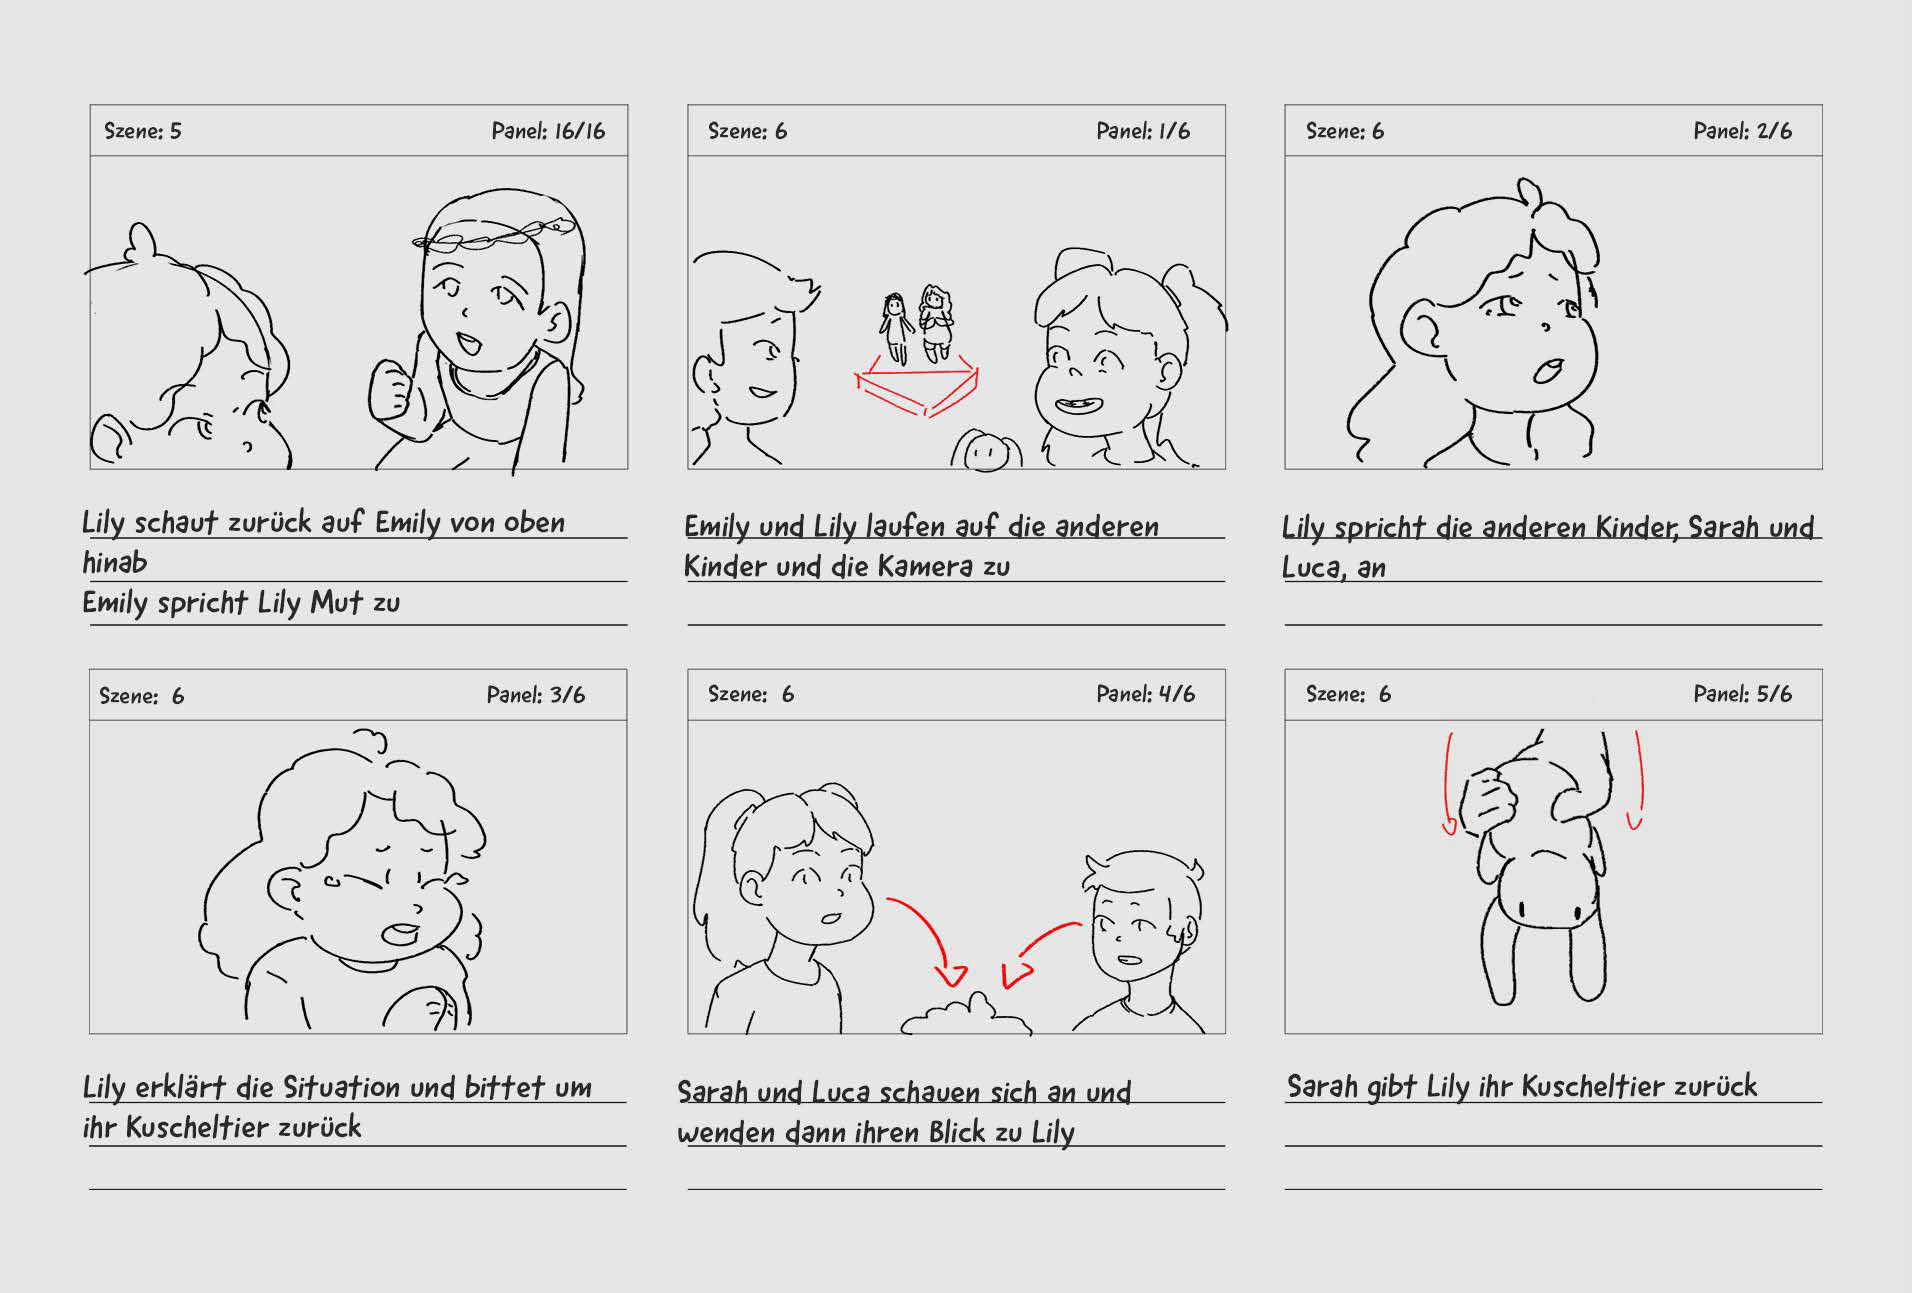 Szene: 5 Panel: 16/16
Lily schaut zurück auf Emily von oben
hinab
Emily spricht Lily Mut zu
Szene: 6 Panel: 1/6
Emily und Lily laufen auf die anderen
Kinder und die Kamera zu
Szene: 6 Panel: 2/6
Lily spricht die anderen Kinder, Sarah und
Luca, an
Szene: 6 Panel: 3/6
Lily erklärt die Situation und bittet um
ihr Kuscheltier zurück
Szene: 6 Panel: 4/6
Sarah und Luca schauen sich an und
wenden dann ihren Blick zu Lily
Szene: 6 Panel: 5/6
Sarah gibt Lily ihr Kuscheltier zurück